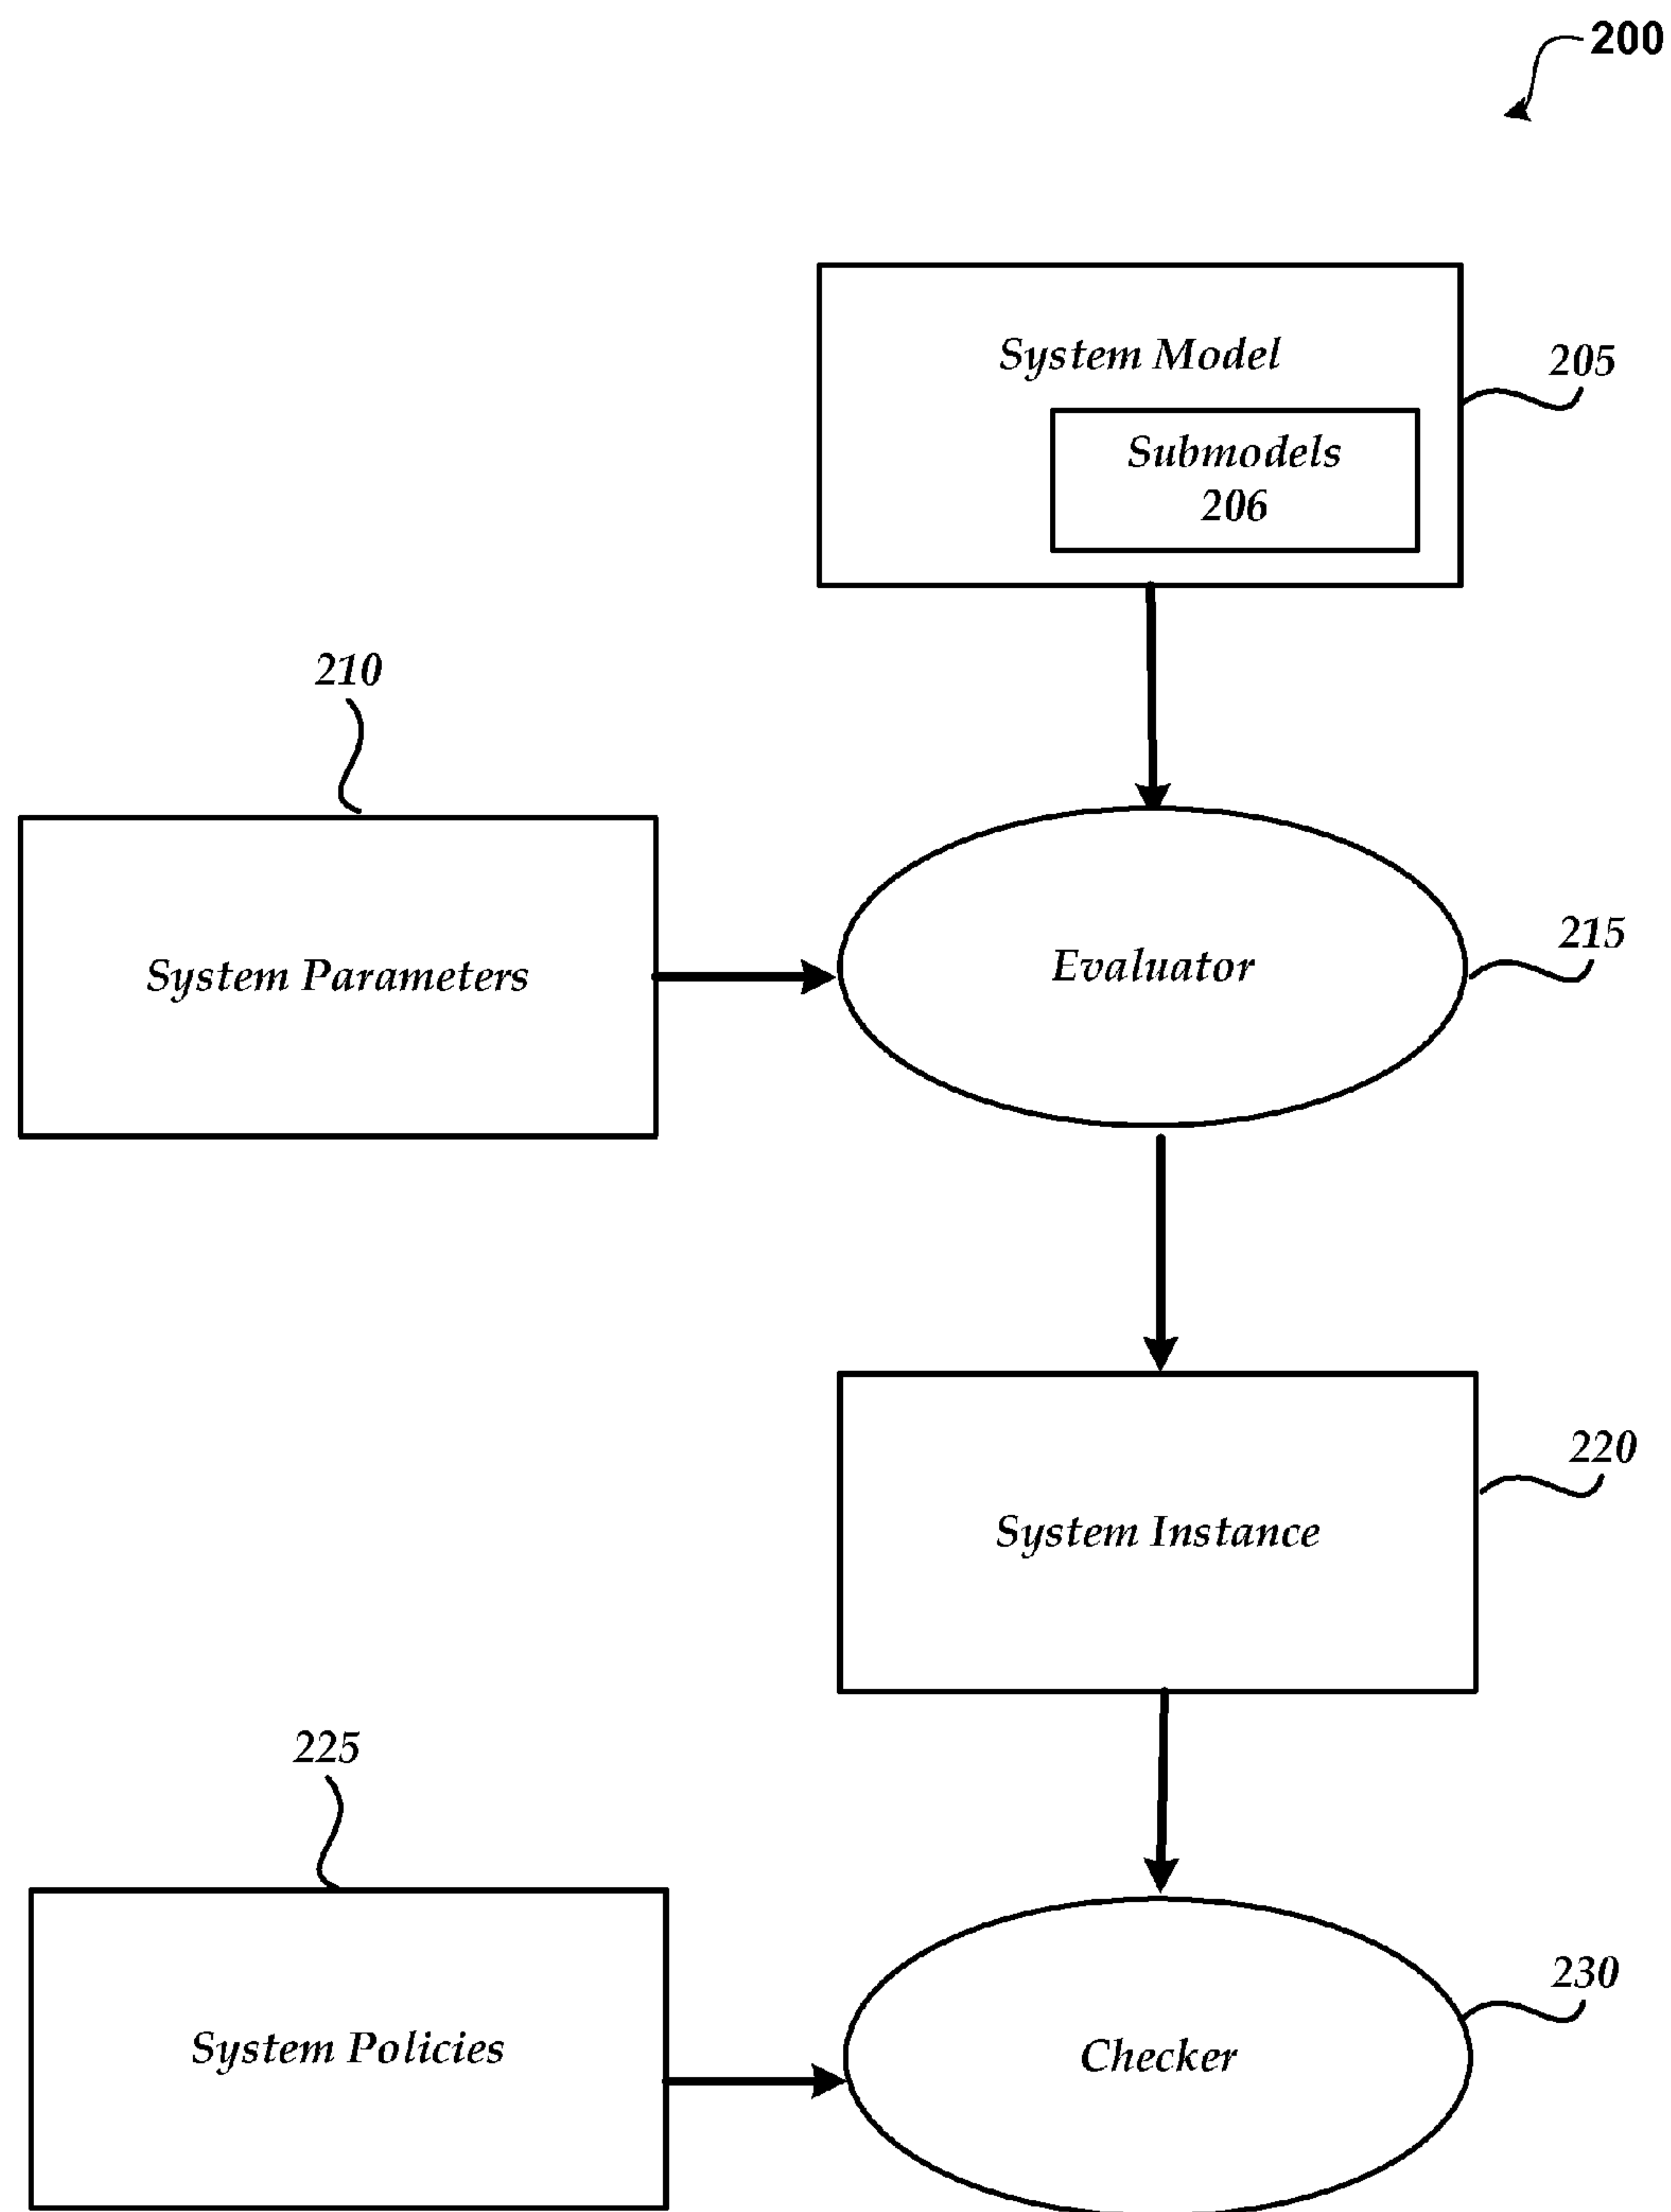 200
System Model
205
Submodels
206
210
System Parameters
Evaluator
215
System Instance
220
225
System Policies
Checker
230